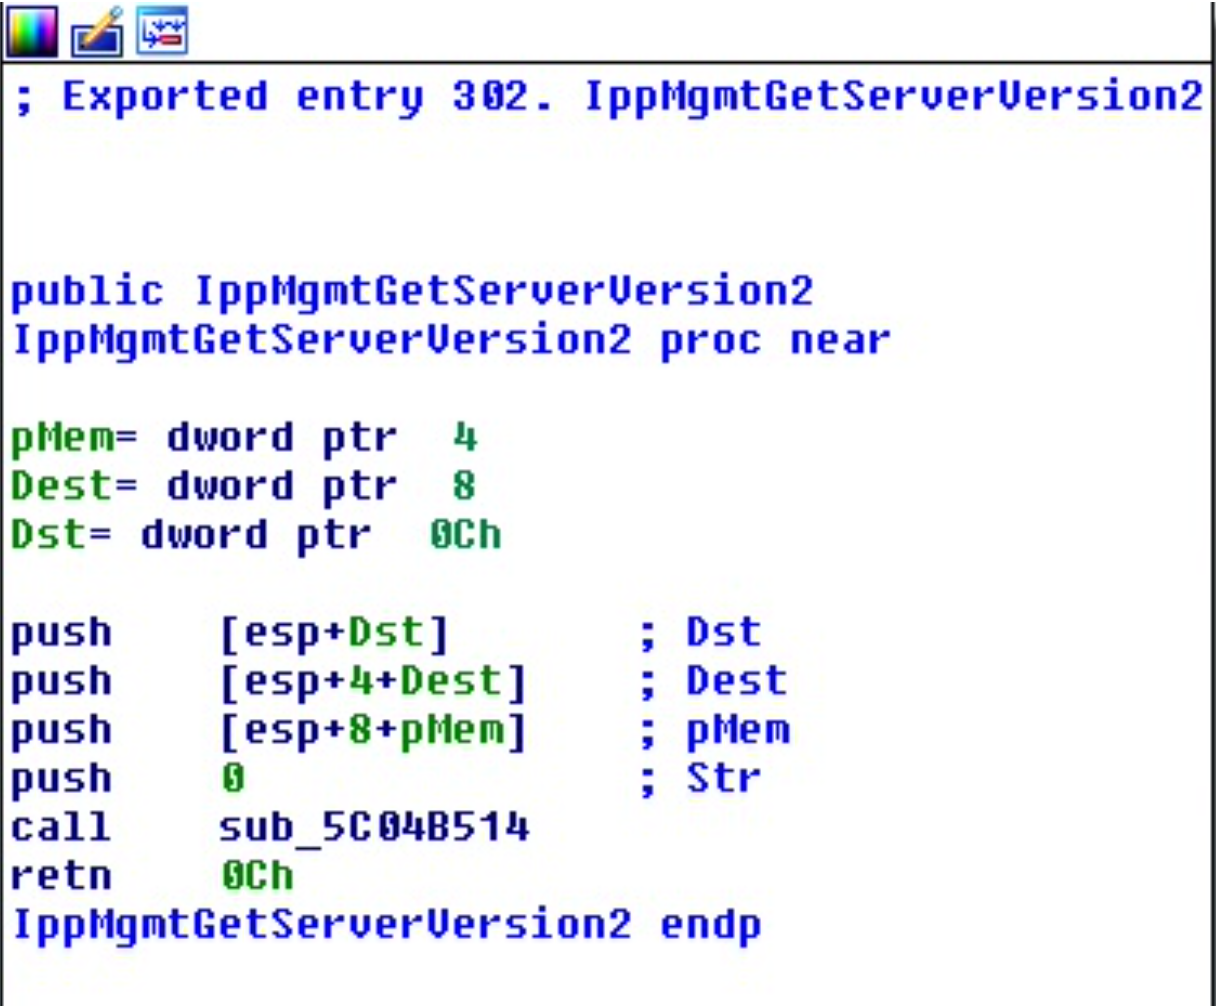 ; Exported entry 302. IppMgmtGetServerVersion2
public IppMgmtGetServerVersion2
IppMgmtGetServerVersion2 proc near
pMem= dword ptr  4
Dest= dword ptr  8
Dst= dword ptr  0Ch
push    [esp+Dst]       ; Dst
push    [esp+4+Dest]    ; Dest
push    [esp+8+pMem]    ; pMem
push    0               ; Str
call    sub_5C04B514
retn    0Ch
IppMgmtGetServerVersion2 endp